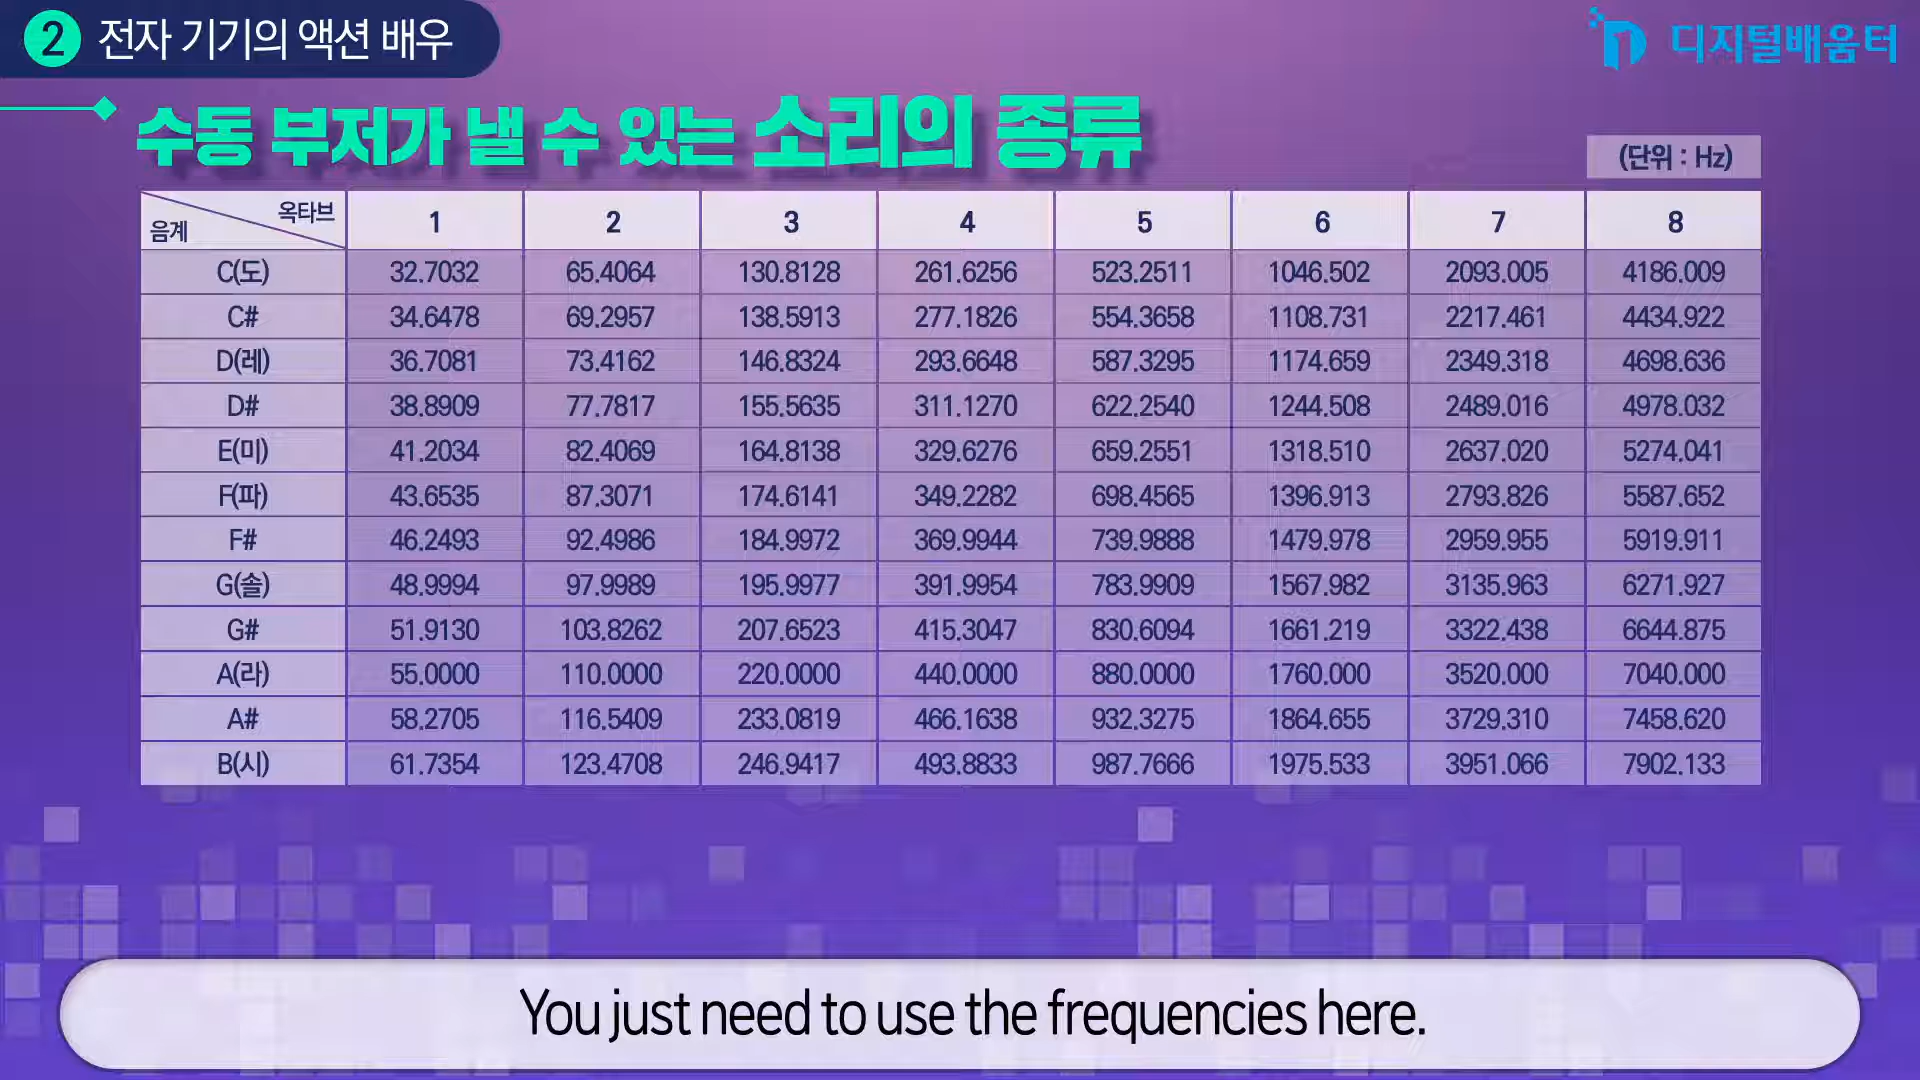 2 전자 기기의 액션 배우
디지털배움터
수동 부저가 낼 수 있는 소리의 종류
(단위 : Hz)
음계 옥타브 1 2 3 4 5 6 7 8
C(도) 32.7032 65.4064 130.8128 261.6256 523.2511 1046.502 2093.005 4186.009
C# 34.6478 69.2957 138.5913 277.1826 554.3658 1108.731 2217.461 4434.922
D(레) 36.7081 73.4162 146.8324 293.6648 587.3295 1174.659 2349.318 4698.636
D# 38.8909 77.7817 155.5635 311.1270 622.2540 1244.508 2489.016 4978.032
E(미) 41.2034 82.4069 164.8138 329.6276 659.2551 1318.510 2637.020 5274.041
F(파) 43.6535 87.3071 174.6141 349.2282 698.4565 1396.913 2793.826 5587.652
F# 46.2493 92.4986 184.9972 369.9944 739.9888 1479.978 2959.955 5919.911
G(솔) 48.9994 97.9989 195.9977 391.9954 783.9909 1567.982 3135.963 6271.927
G# 51.9130 103.8262 207.6523 415.3047 830.6094 1661.219 3322.438 6644.875
A(라) 55.0000 110.0000 220.0000 440.0000 880.0000 1760.000 3520.000 7040.000
A# 58.2705 116.5409 233.0819 466.1638 932.3275 1864.655 3729.310 7458.620
B(시) 61.7354 123.4708 246.9417 493.8833 987.7666 1975.533 3951.066 7902.133
You just need to use the frequencies here.